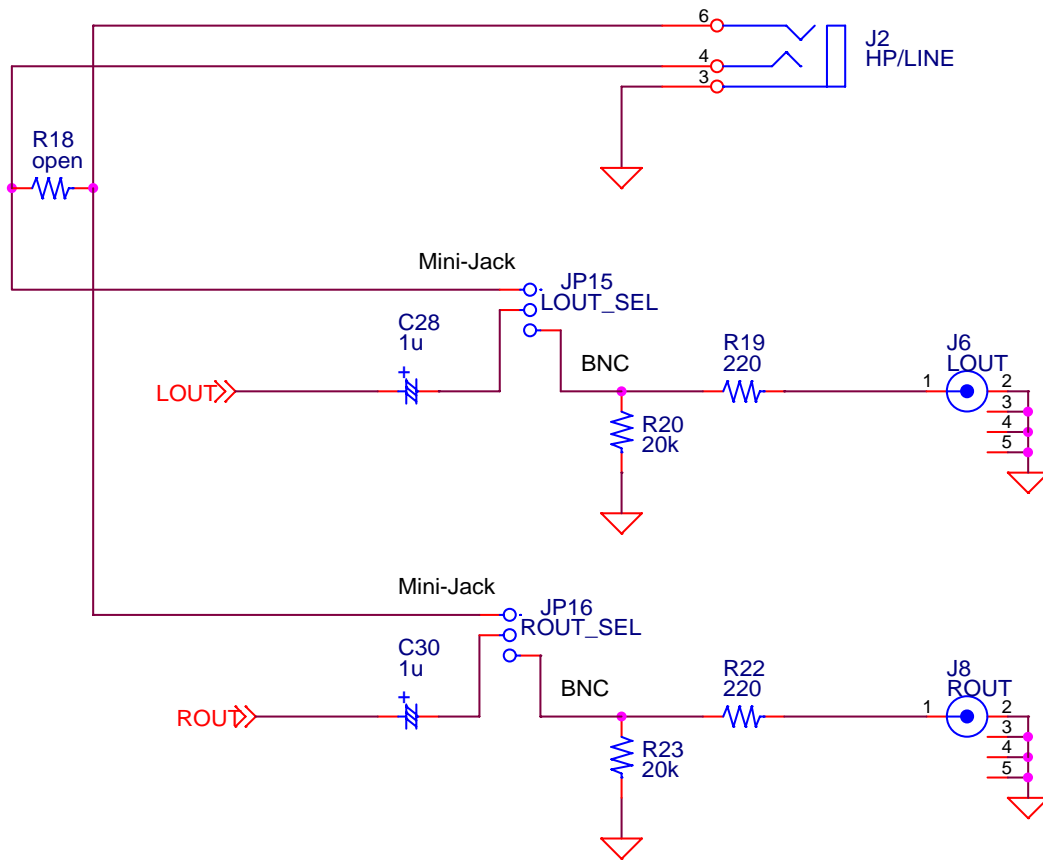 6
J2
HP/LINE
4
3
R18
open
Mini-Jack
JP15
LOUT_SEL
C28
1u
+
LOUT
BNC
R19
220
J6
LOUT
1
2
3
4
5
R20
20k
Mini-Jack
JP16
ROUT_SEL
C30
1u
+
ROUT
BNC
R22
220
J8
ROUT
1
2
3
4
5
R23
20k